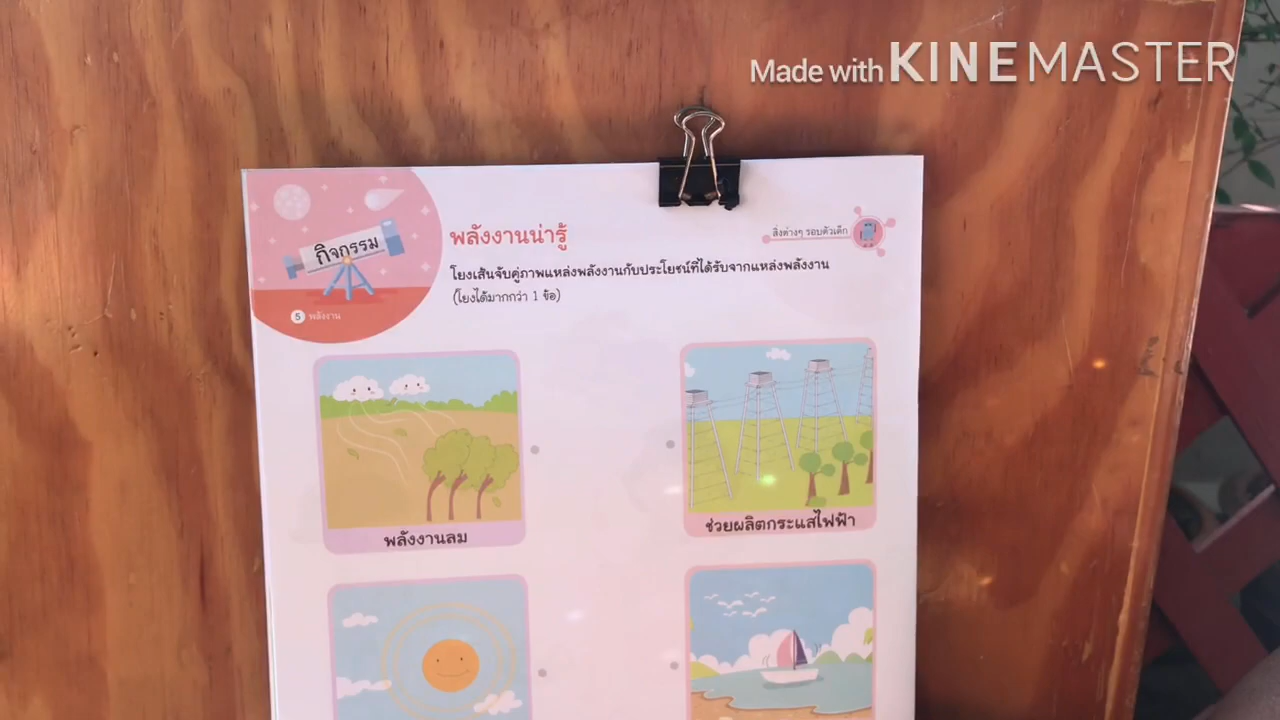 Made with KINEMASTER
กิจกรรม
5 พลังงาน
พลังงานน่ารู้
สิ่งต่างๆ รอบตัวเด็ก
โยงเส้นจับคู่ภาพแหล่งพลังงานกับประโยชน์ที่ได้รับจากแหล่งพลังงาน
(โยงได้มากกว่า 1 ข้อ)
พลังงานลม
ช่วยผลิตกระแสไฟฟ้า